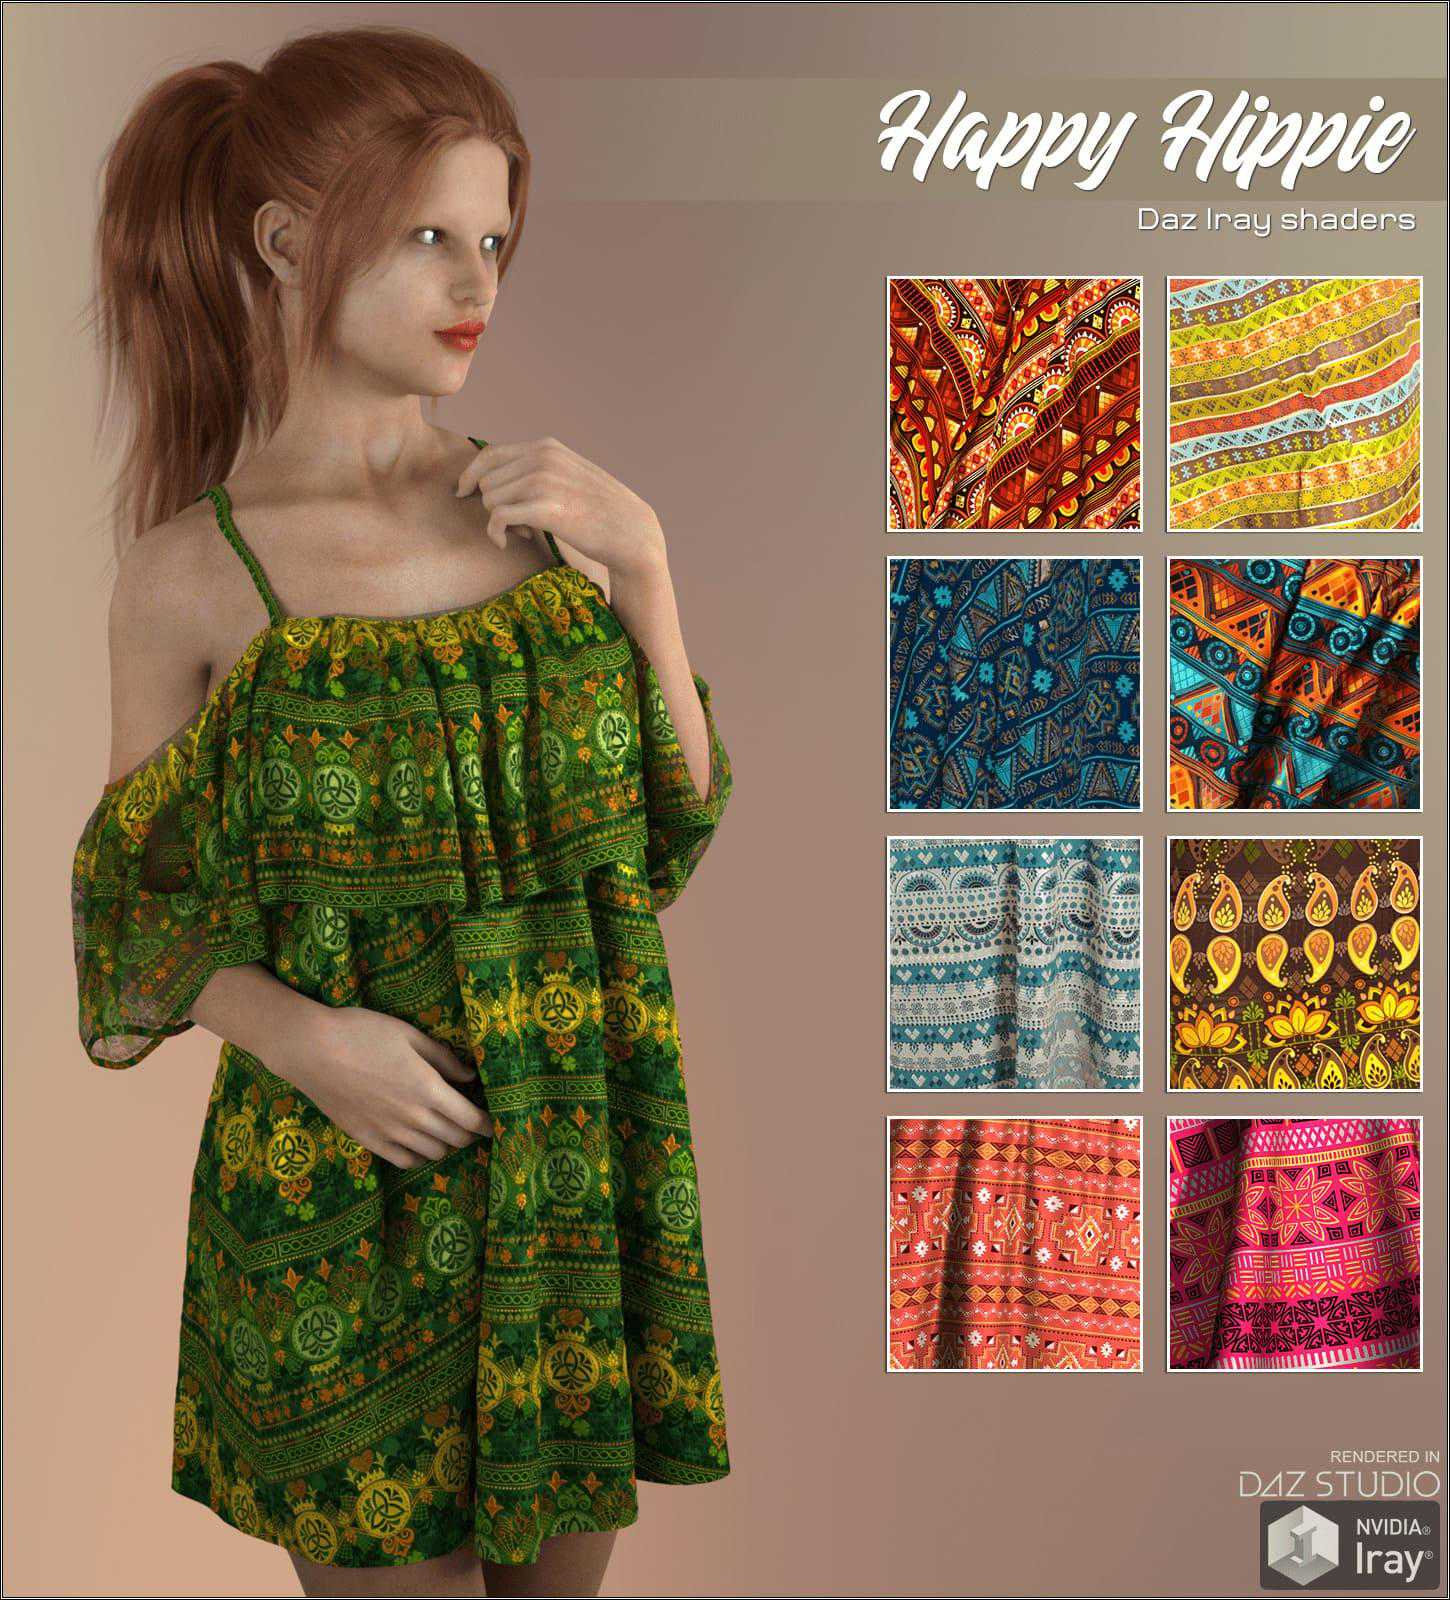 Happy Hippie
Daz Iray shaders
RENDERED IN
DAZ STUDIO
NVIDIA®
Iray®